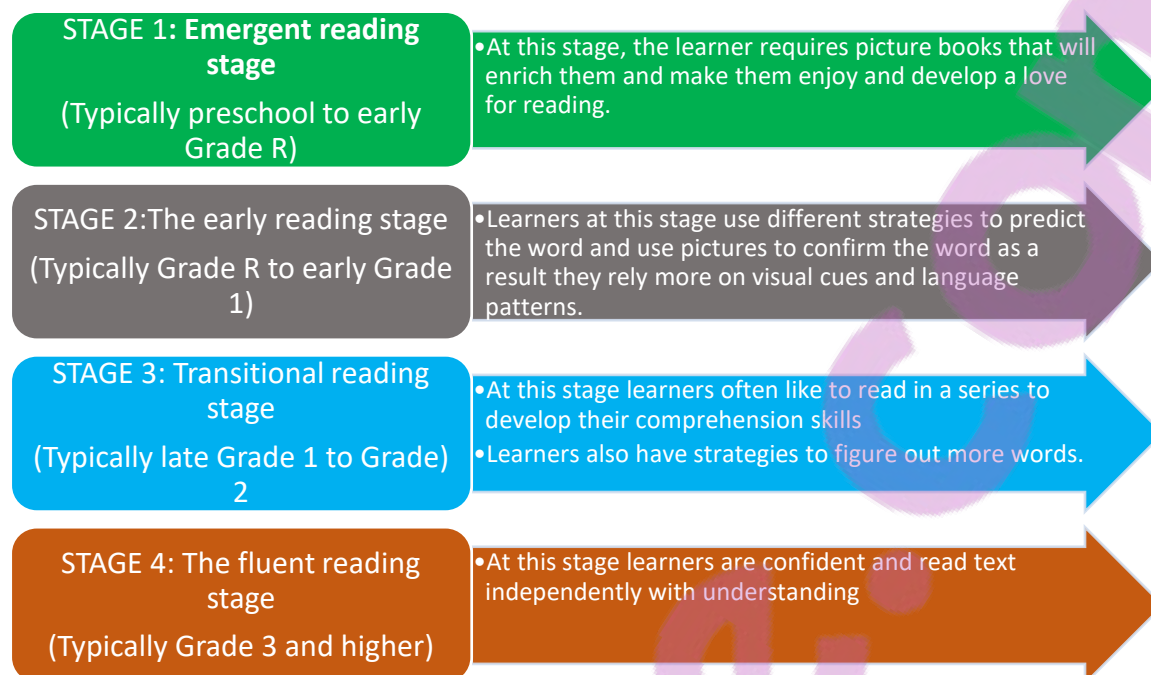 STAGE 1: Emergent reading
stage
(Typically preschool to early
Grade R)
•At this stage, the learner requires picture books that will
enrich them and make them enjoy and develop a love
for reading.
STAGE 2:The early reading stage
(Typically Grade R to early Grade
1)
•Learners at this stage use different strategies to predict
the word and use pictures to confirm the word as a
result they rely more on visual cues and language
patterns.
STAGE 3: Transitional reading
stage
(Typically late Grade 1 to Grade)
2
•At this stage learners often like to read in a series to
develop their comprehension skills
•Learners also have strategies to figure out more words.
STAGE 4: The fluent reading
stage
(Typically Grade 3 and higher)
•At this stage learners are confident and read text
independently with understanding